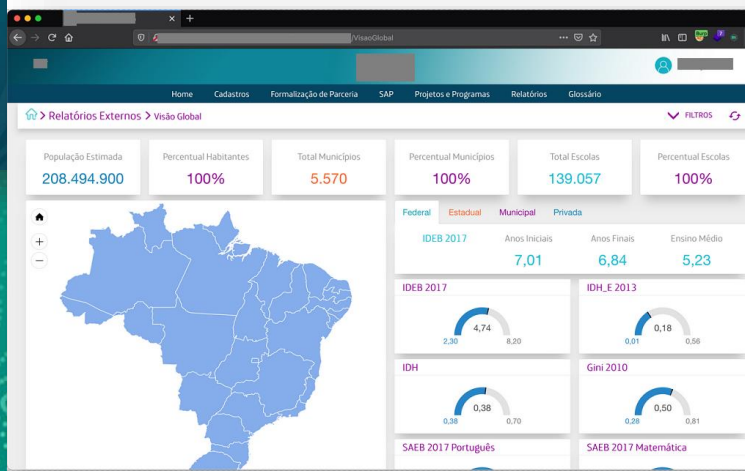 /VisaoGlobal
Home Cadastros Formalização de Parceria SAP Projetos e Programas Relatórios Glossário
Relatórios Externos > Visão Global
FILTROS
População Estimada
208.494.900
Percentual Habitantes
100%
Total Municípios
5.570
Percentual Municípios
100%
Total Escolas
139.057
Percentual Escolas
100%
Federal Estadual Municipal Privada
IDEB 2017
Anos Iniciais
7,01
Anos Finais
6,84
Ensino Médio
5,23
IDEB 2017
4,74
2,30 8,20
IDH_E 2013
0,18
0,01 0,56
IDH
0,38
0,38 0,70
Gini 2010
0,50
0,28 0,81
SAEB 2017 Português
SAEB 2017 Matemática